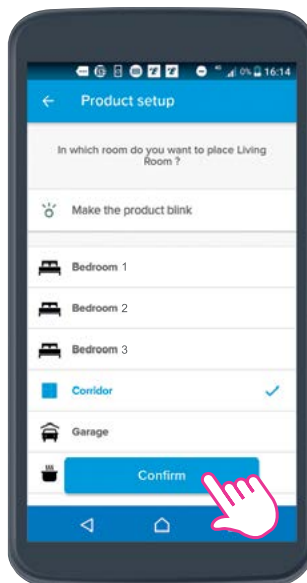 0% 16:14
Product setup
In which room do you want to place Living
Room ?
Make the product blink
Bedroom 1
Bedroom 2
Bedroom 3
Corridor
Garage
Confirm